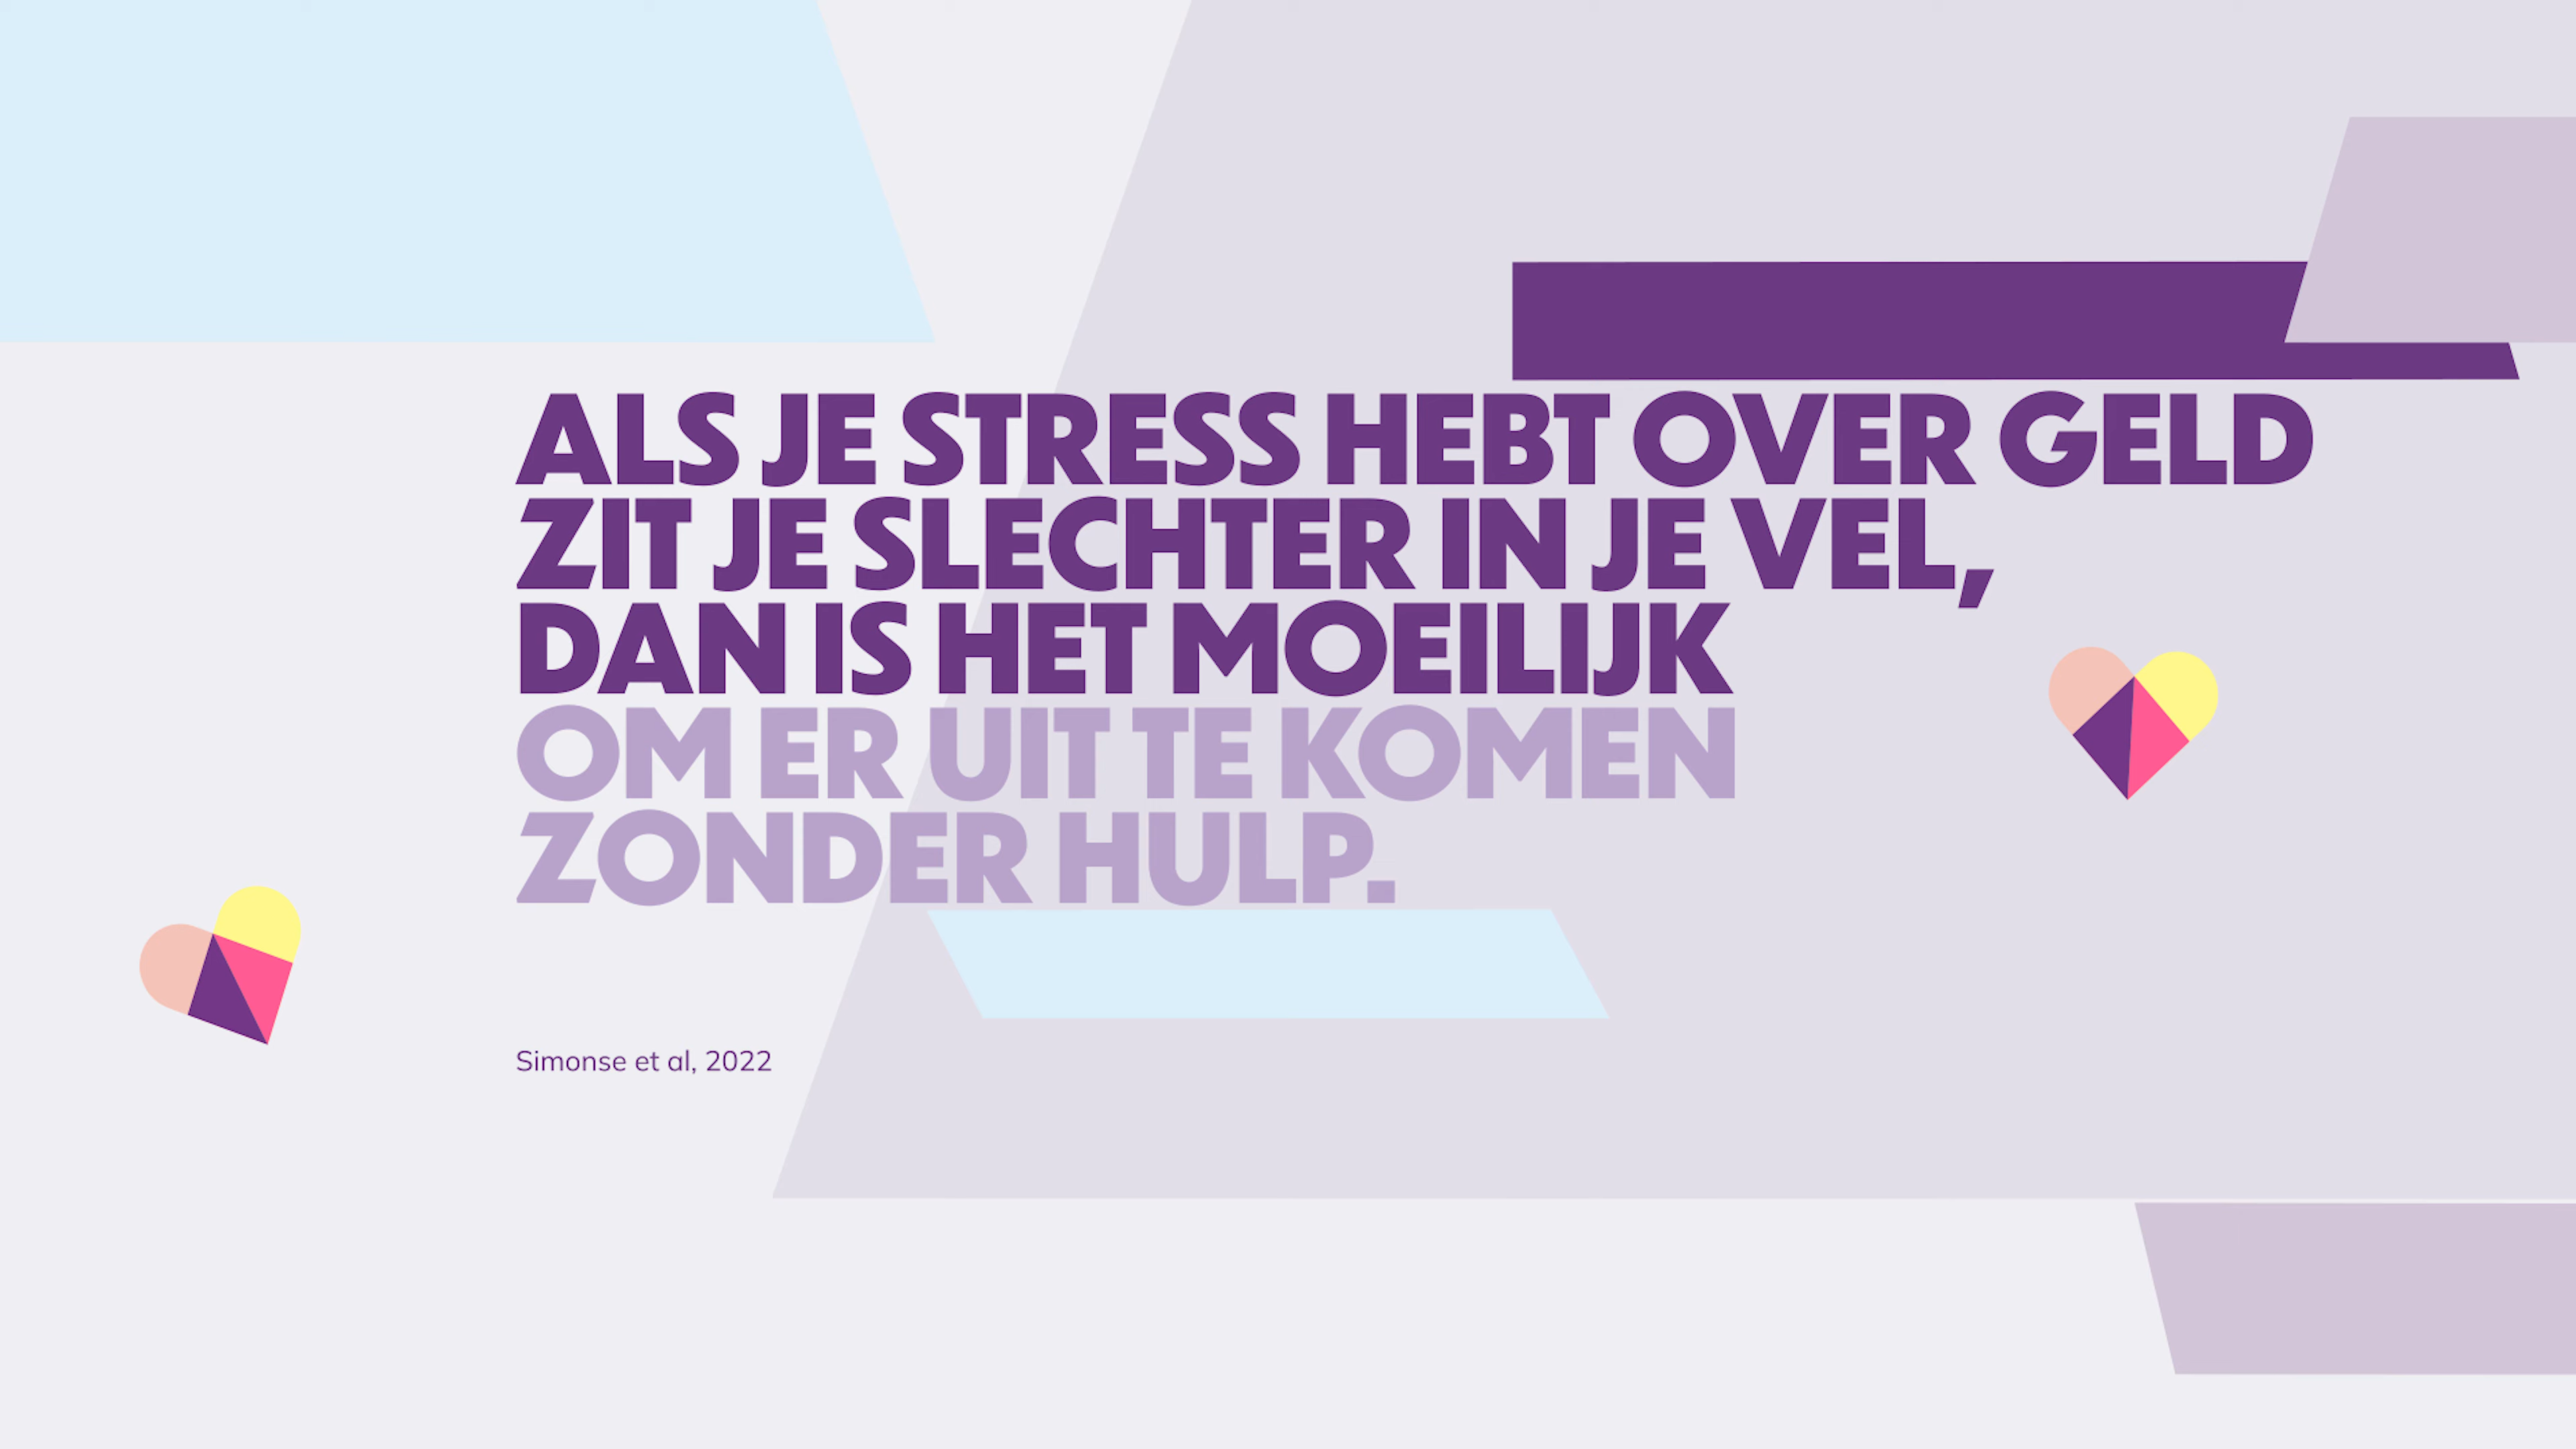 ALS JE STRESS HEBT OVER GELD
ZIT JE SLECHTER IN JE VEL,
DAN IS HET MOEILIJK
OM ER UIT TE KOMEN
ZONDER HULP.
Simonse et al, 2022